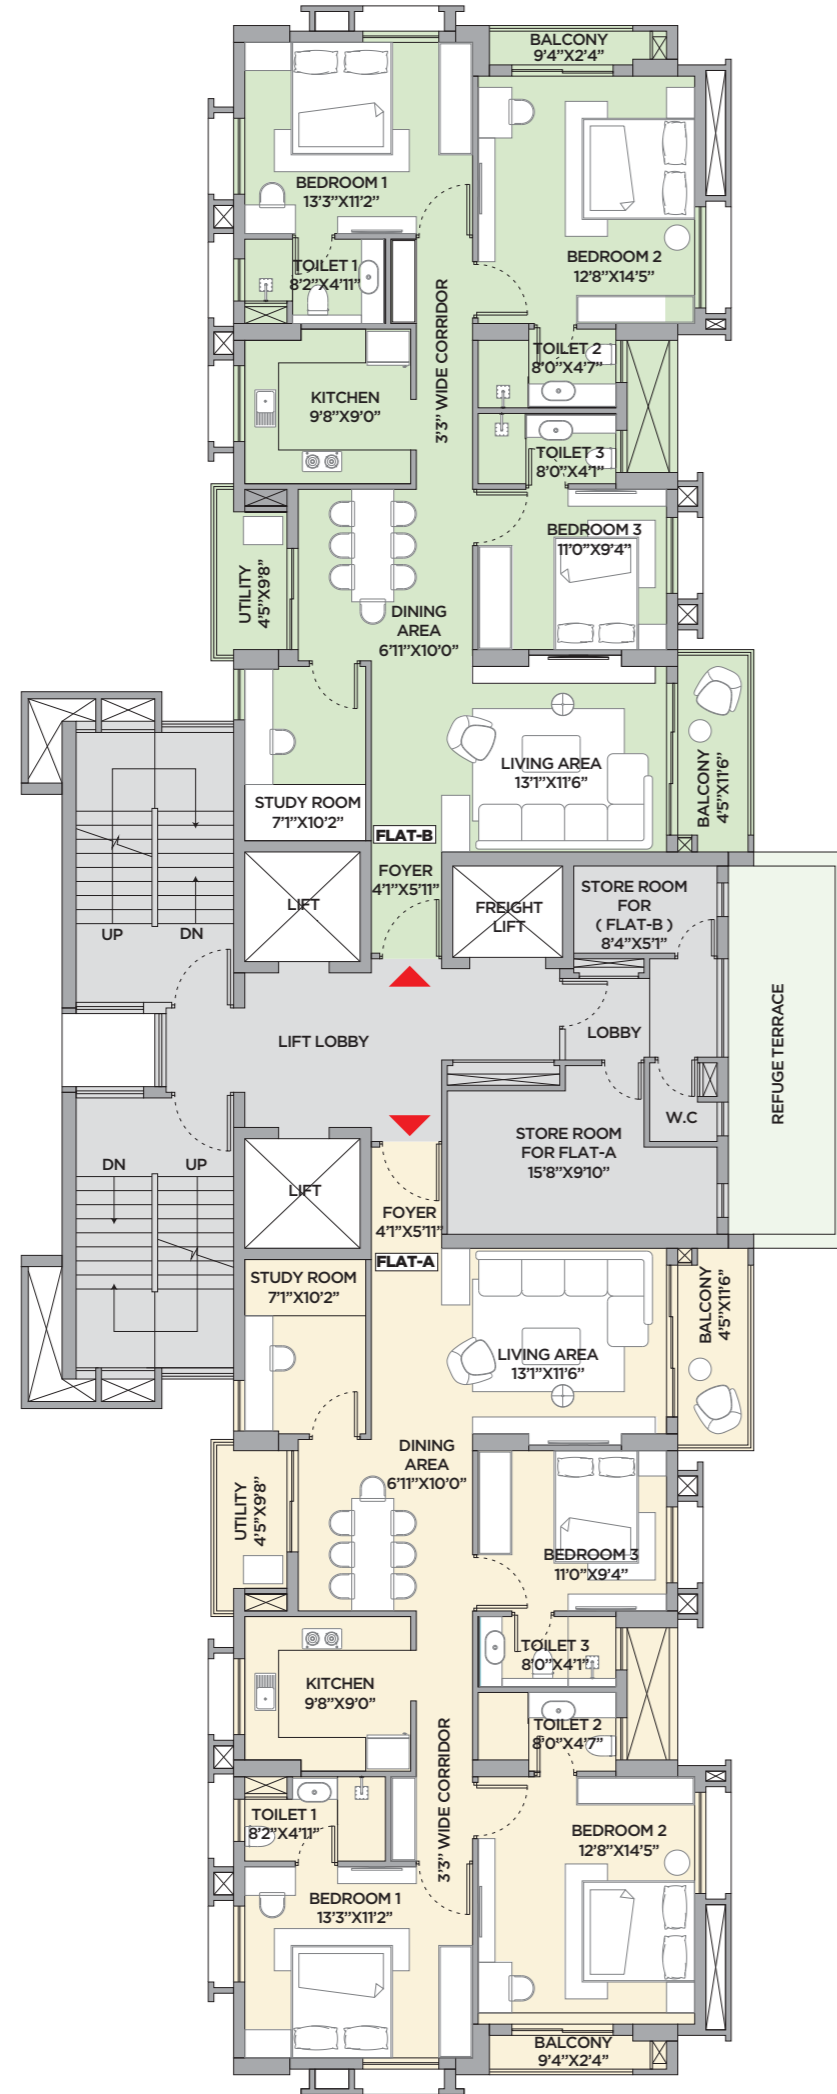 BALCONY
9'4"X2'4"
BEDROOM 1
13'3"X11'2"
BEDROOM 2
12'8"X14'5"
TOILET 1
8'2"X4'11"
3'3" WIDE CORRIDOR
TOILET 2
8'0"X4'7"
KITCHEN
9'8"X9'0"
TOILET 3
8'0"X4'1"
BEDROOM 3
11'0"X9'4"
UTILITY
4'5"X9'8"
DINING
AREA
6'11"X10'0"
LIVING AREA
13'1"X11'6"
BALCONY
4'5"X11'6"
STUDY ROOM
7'1"X10'2"
FLAT-B
FOYER
4'1"X5'11"
LIFT
FREIGHT
LIFT
STORE ROOM
FOR
( FLAT-B )
8'4"X5'1"
UP
DN
LIFT LOBBY
LOBBY
REFUGE TERRACE
W.C
STORE ROOM
FOR FLAT-A
15'8"X9'10"
DN
UP
LIFT
FOYER
4'1"X5'11"
FLAT-A
STUDY ROOM
7'1"X10'2"
BALCONY
4'5"X11'6"
LIVING AREA
13'1"X11'6"
DINING
AREA
6'11"X10'0"
UTILITY
4'5"X9'8"
BEDROOM 3
11'0"X9'4"
TOILET 3
8'0"X4'1"
KITCHEN
9'8"X9'0"
TOILET 2
8'0"X4'7"
3'3" WIDE CORRIDOR
TOILET 1
8'2"X4'11"
BEDROOM 2
12'8"X14'5"
BEDROOM 1
13'3"X11'2"
BALCONY
9'4"X2'4"